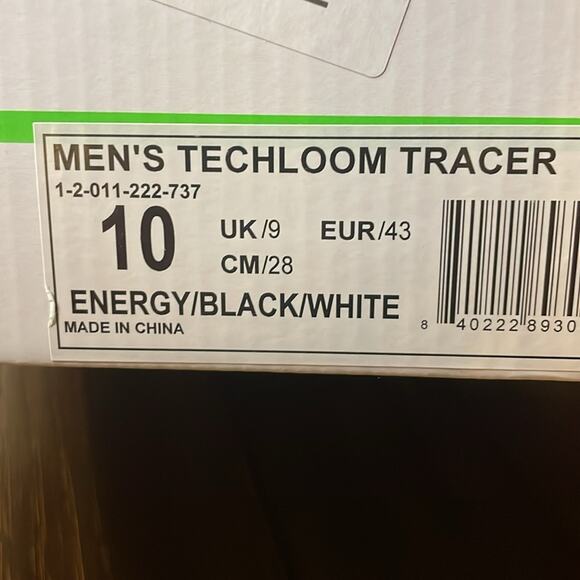 MEN'S TECHLOOM TRACER
1-2-011-222-737
10 UK/9 EUR/43
CM/28
ENERGY/BLACK/WHITE
MADE IN CHINA
8 40222 8930